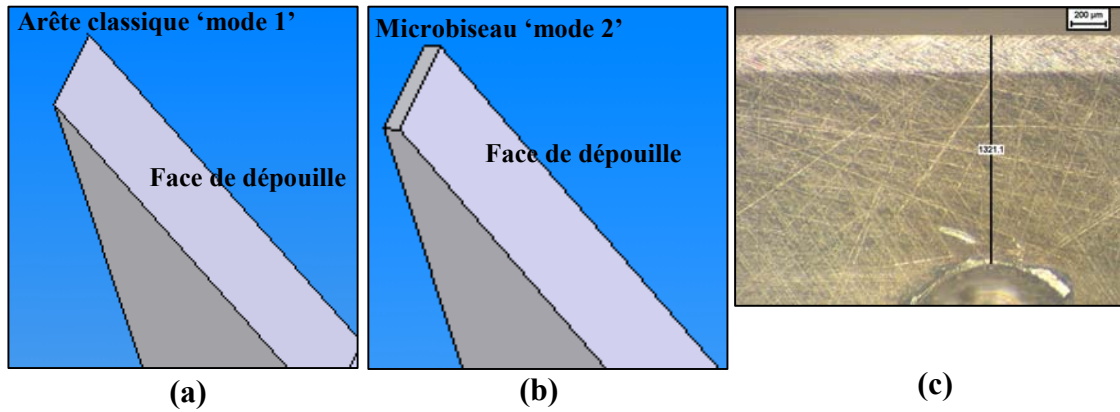 Arête classique ‘mode 1’
Face de dépouille
(a)
Microbiseau ‘mode 2’
Face de dépouille
(b)
200 µm
1321.1
(c)